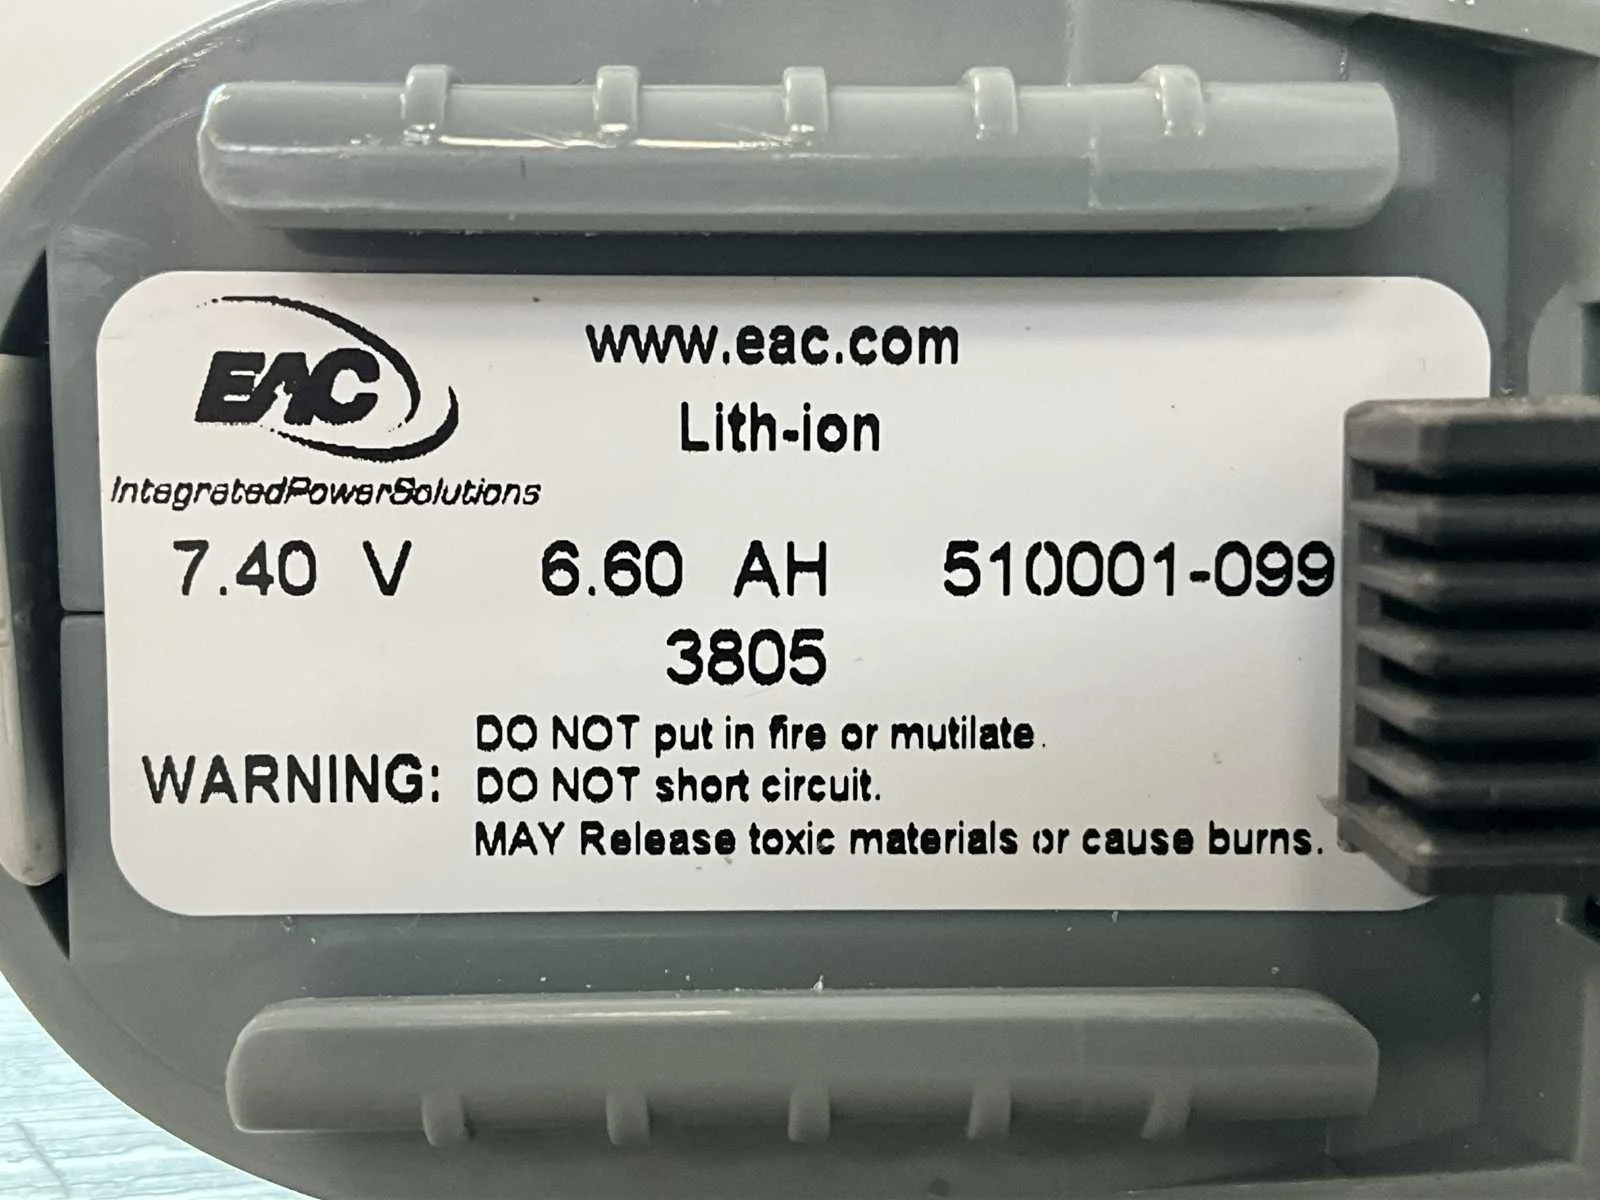 EAC
IntegratedPowerSolutions
www.eac.com
Lith-ion
7.40 V 6.60 AH 510001-099
3805
WARNING:
DO NOT put in fire or mutilate.
DO NOT short circuit.
MAY Release toxic materials or cause burns.